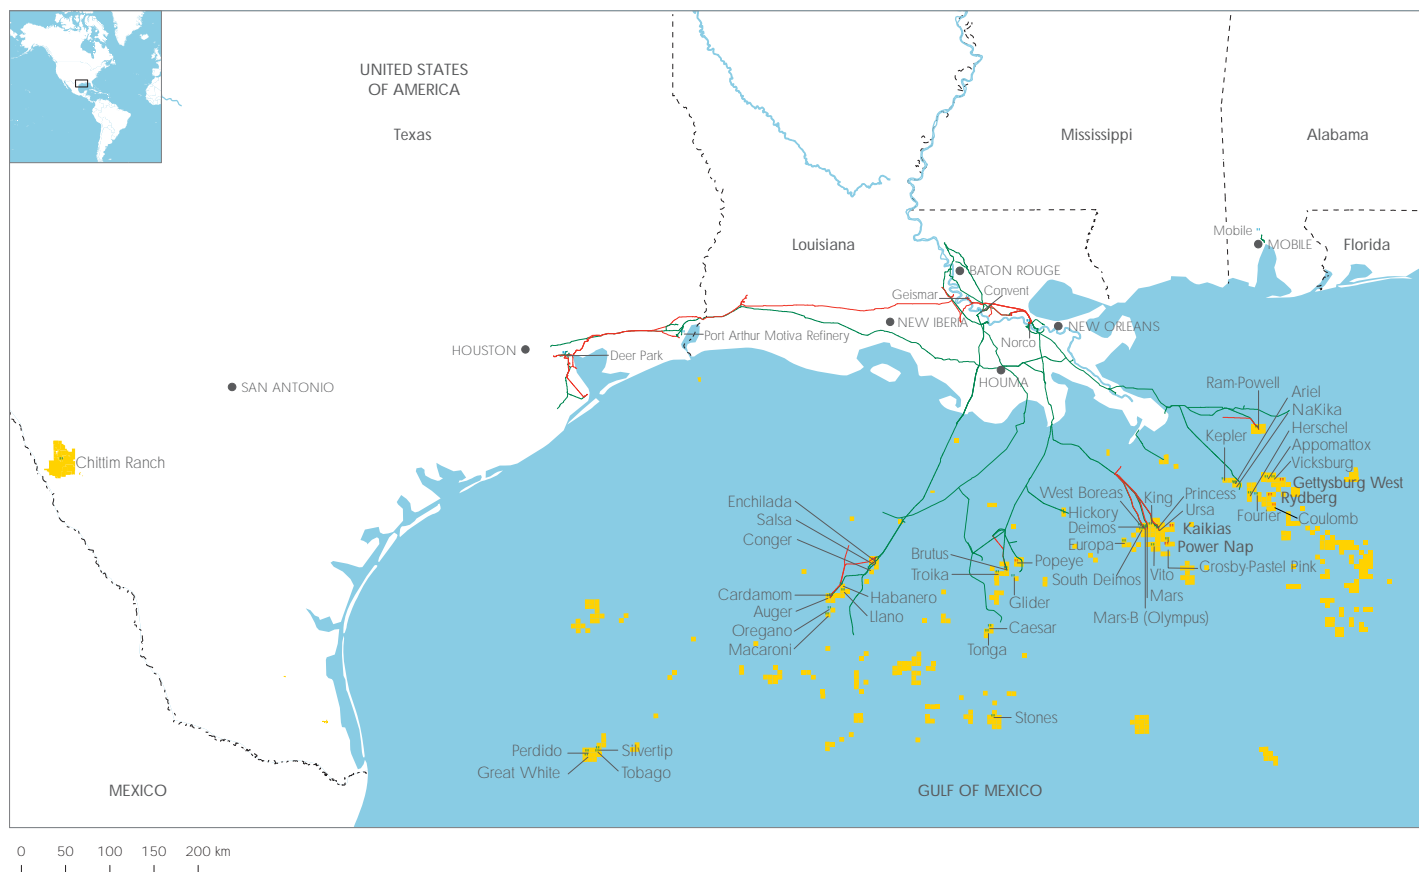 UNITED STATES
OF AMERICA
Texas
Mississippi
Alabama
Louisiana
Mobile
MOBILE
Florida
BATON ROUGE
Geismar
Convent
NEW IBERIA
NEW ORLEANS
Port Arthur Motiva Refinery
Norco
HOUSTON
Deer Park
HOUMA
SAN ANTONIO
Ram-Powell
Ariel
NaKika
Herschel
Kepler
Appomattox
Vicksburg
Chittim Ranch
Gettysburg West
Rydberg
West Boreas
King
Princess
Enchilada
Hickory
Ursa
Fourier
Coulomb
Salsa
Deimos
Kaikias
Conger
Europa
Power Nap
Brutus
Popeye
Crosby-Pastel Pink
Troika
South Deimos
Vito
Cardamom
Habanero
Glider
Mars
Auger
Llano
Mars-B (Olympus)
Oregano
Caesar
Macaroni
Tonga
Stones
Perdido
Silvertip
Great White
Tobago
MEXICO
GULF OF MEXICO
0 50 100 150 200 km